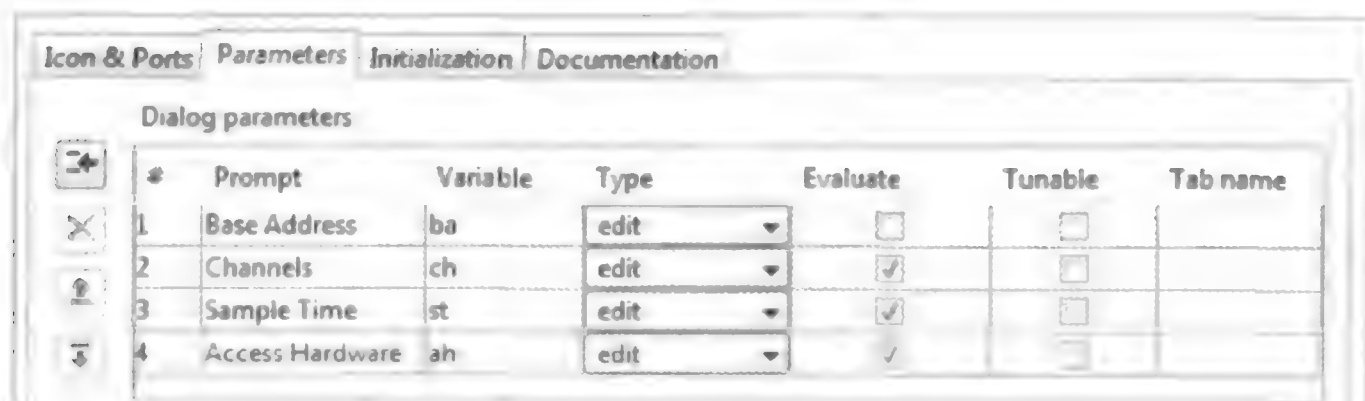 Icon & Ports Parameters Initialization Documentation
Dialog parameters
# Prompt Variable Type Evaluate Tunable Tab name
1 Base Address ba edit
2 Channels ch edit
3 Sample Time st edit
4 Access Hardware ah edit